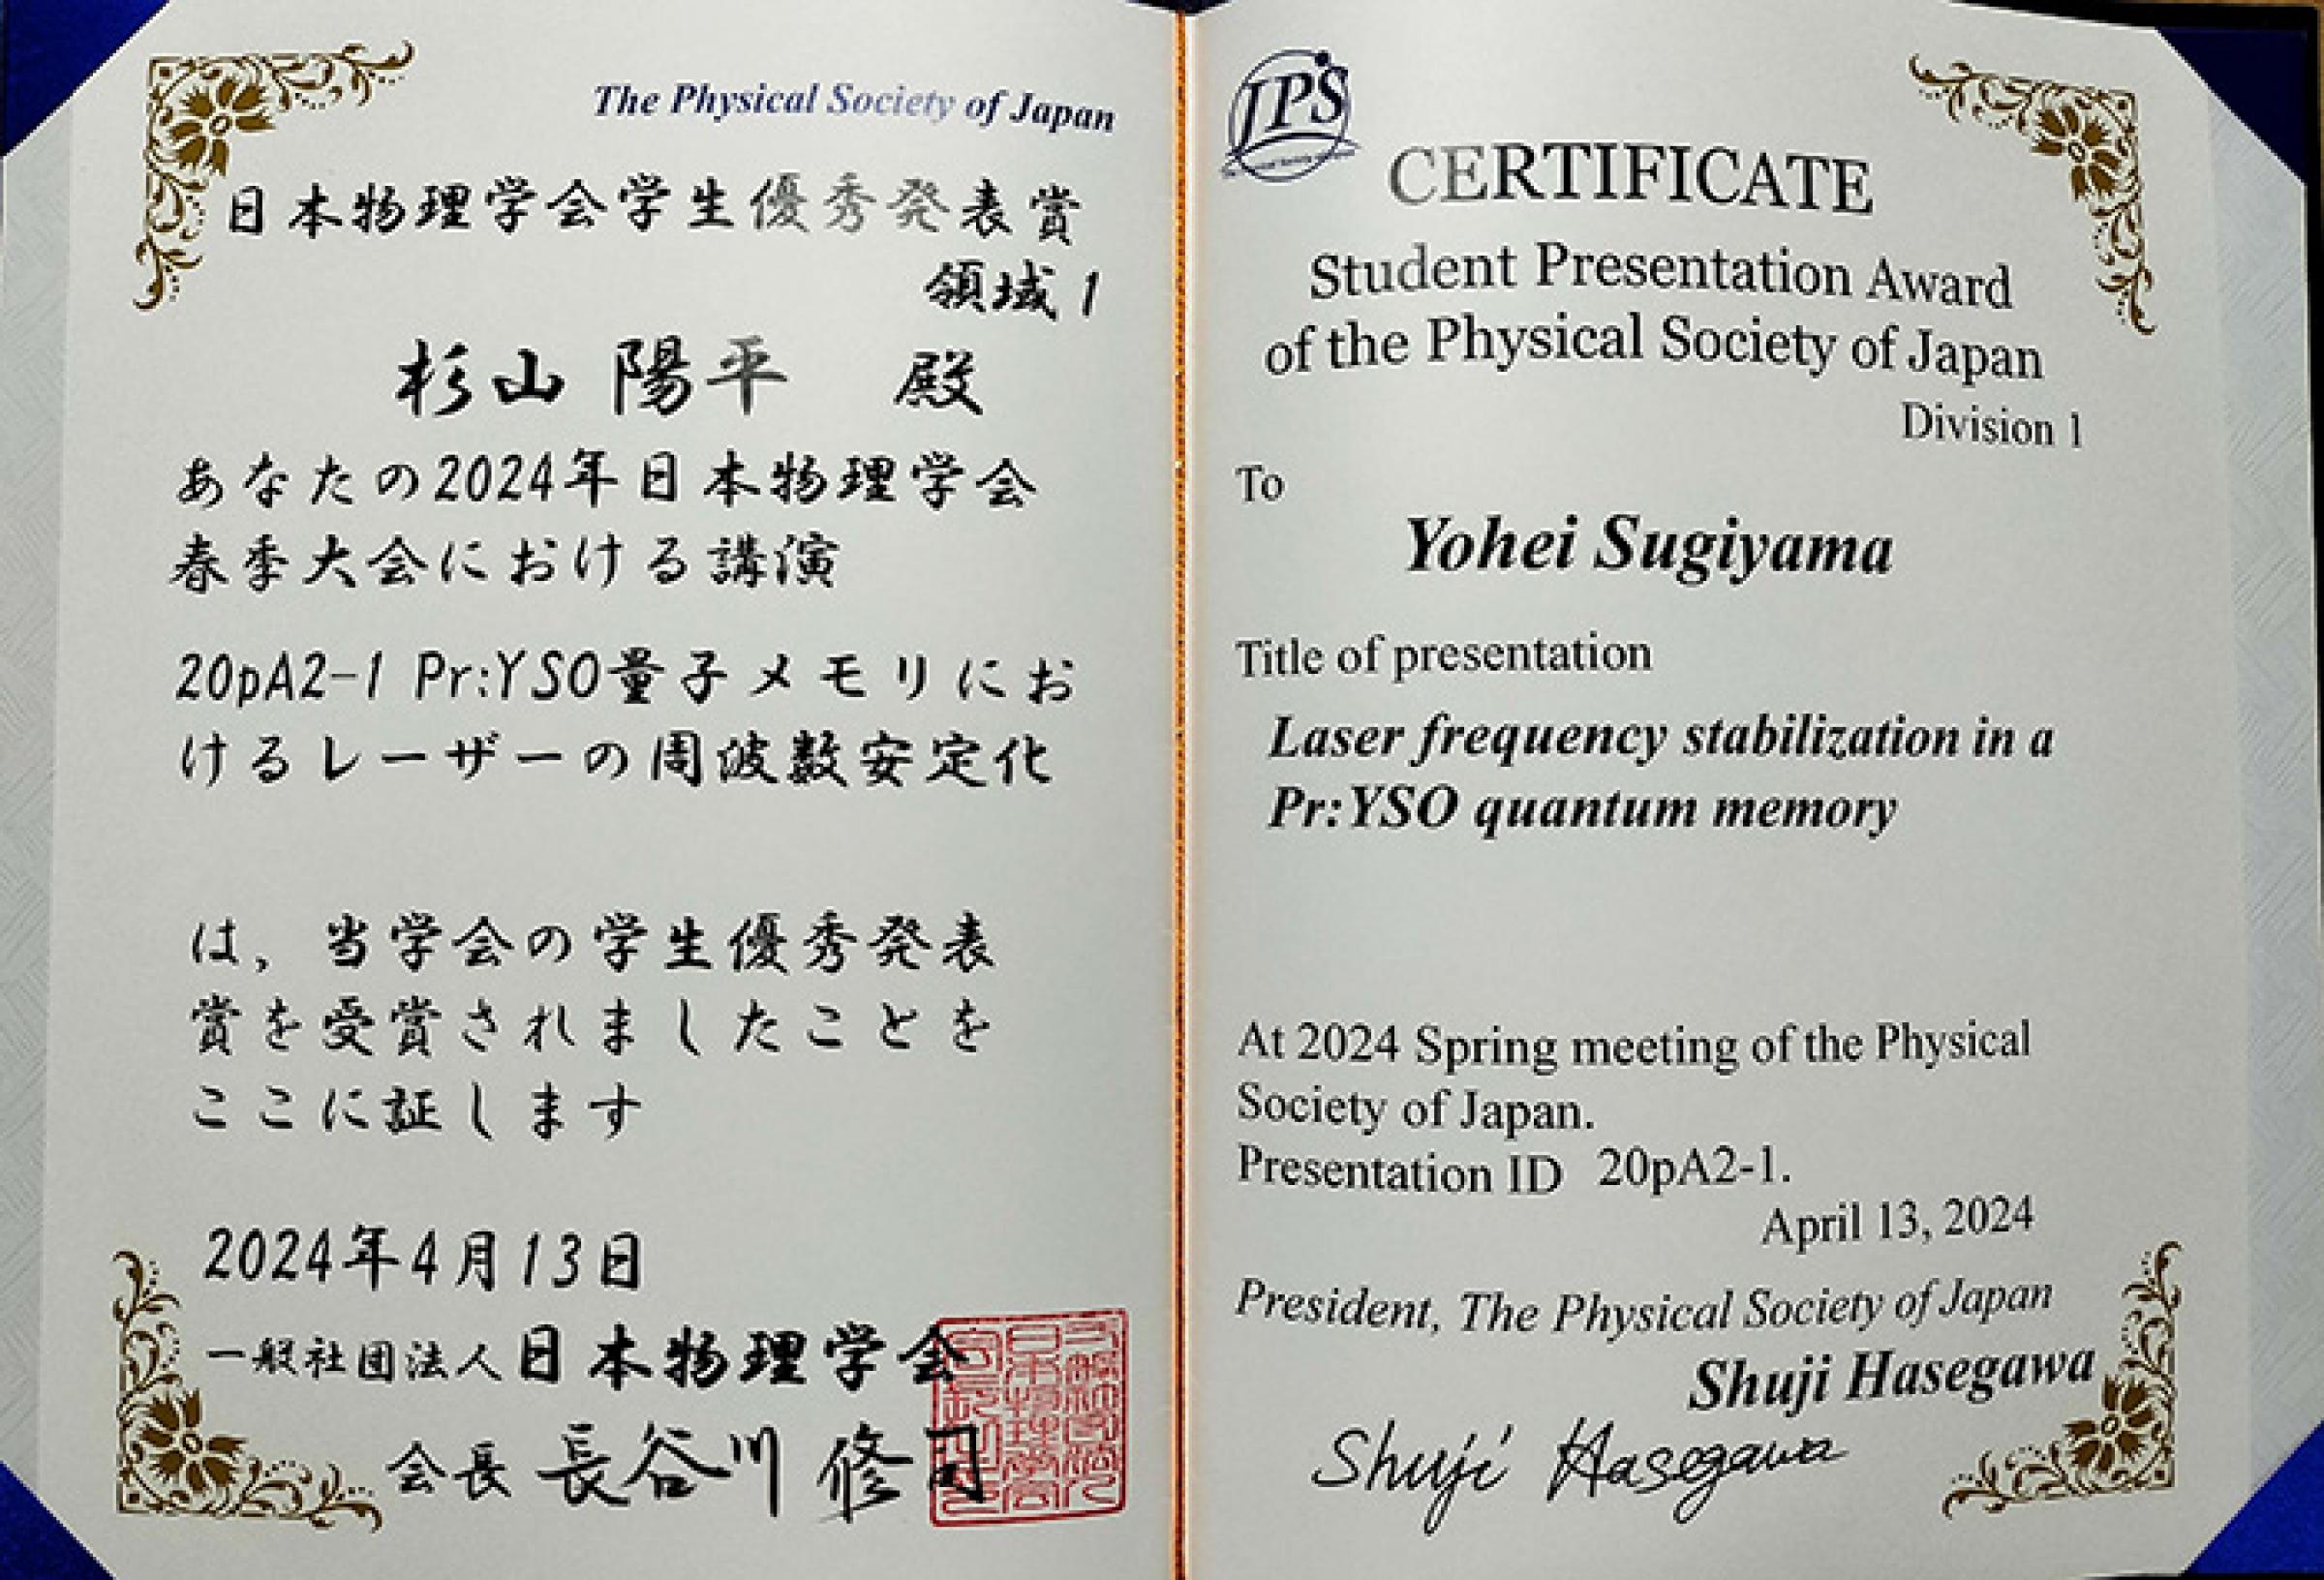 The Physical Society of Japan
日本物理学会学生優秀発表賞
領域1
杉山 陽平 殿
あなたの2024年日本物理学会
春季大会における講演
20pA2-1 Pr:YSO量子メモリにお
けるレーザーの周波数安定化
は,当学会の学生優秀発表
賞を受賞されましたことを
ここに証します
2024年4月13日
一般社団法人日本物理学会
会長 長谷川 修司
JPS
CERTIFICATE
Student Presentation Award
of the Physical Society of Japan
Division 1
To
Yohei Sugiyama
Title of presentation
Laser frequency stabilization in a
Pr:YSO quantum memory
At 2024 Spring meeting of the Physical
Society of Japan.
Presentation ID 20pA2-1.
April 13, 2024
President, The Physical Society of Japan
Shuji Hasegawa
Shuji Hasegawa